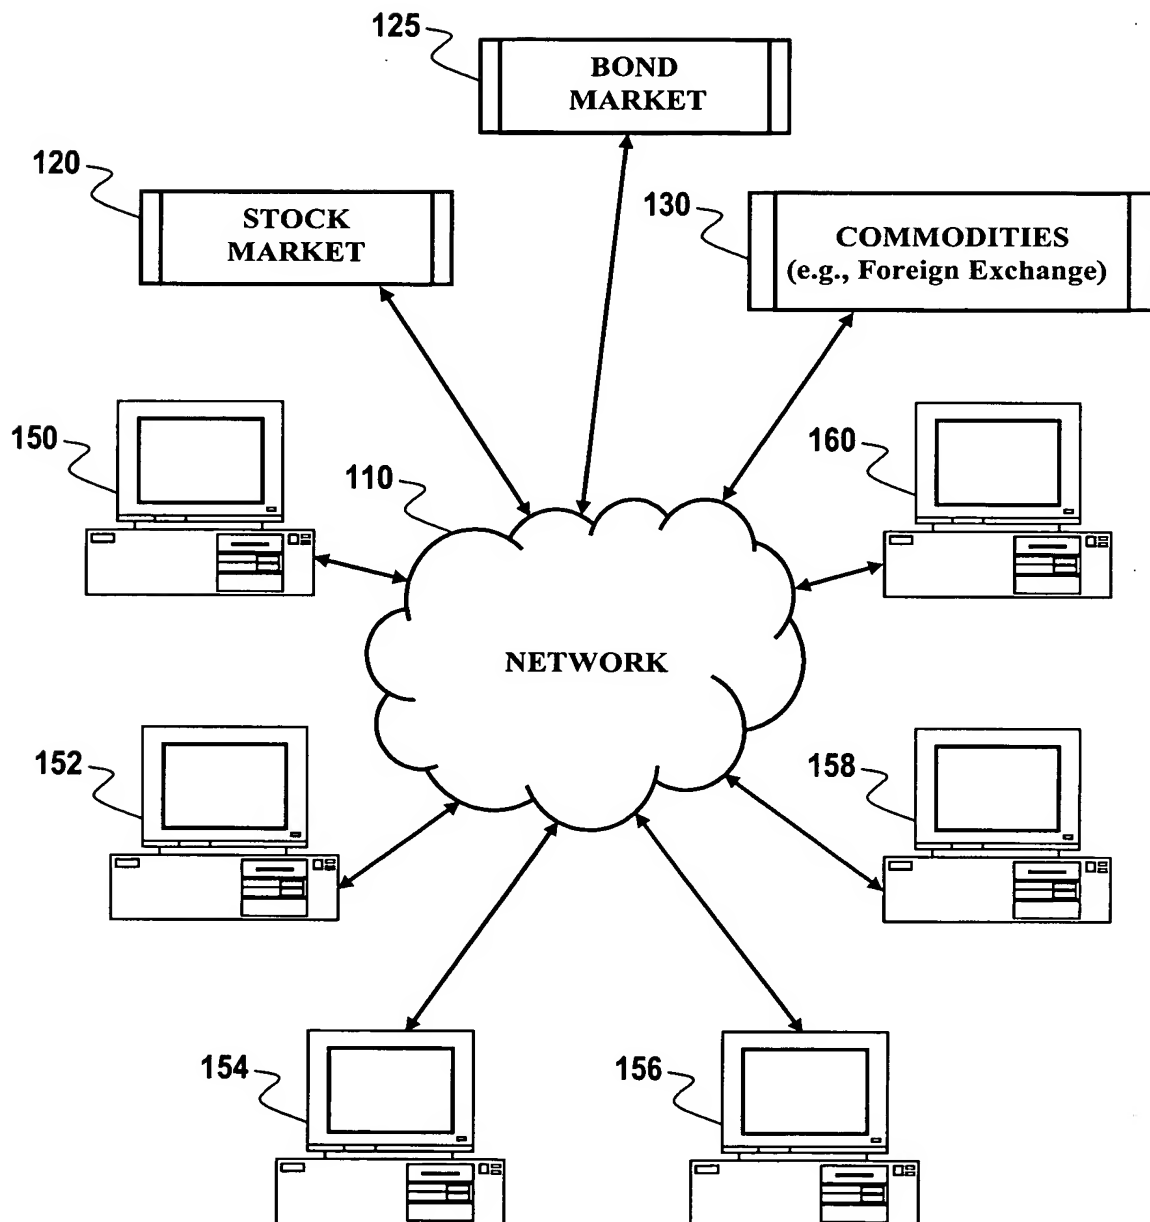 125
BOND
MARKET
120
STOCK
MARKET
130
COMMODITIES
(e.g., Foreign Exchange)
150
110
160
NETWORK
152
158
154
156